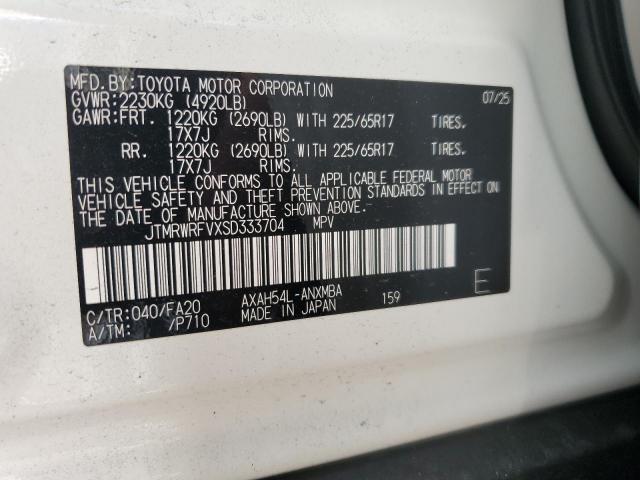 MFD. BY: TOYOTA MOTOR CORPORATION 07/25
GVWR: 2230KG (4920LB)
GAWR: FRT. 1220KG (2690LB) WITH 225/65R17 TIRES.
17X7J RIMS.
RR. 1220KG (2690LB) WITH 225/65R17 TIRES.
17X7J RIMS.
THIS VEHICLE CONFORMS TO ALL APPLICABLE FEDERAL MOTOR
VEHICLE SAFETY AND THEFT PREVENTION STANDARDS IN EFFECT ON
THE DATE OF MANUFACTURE SHOWN ABOVE.
JTMRWRFVXSD333704 MPV
C/TR: 040/FA20 AXAH54L-ANXMBA 159 E
A/TM: /P710 MADE IN JAPAN